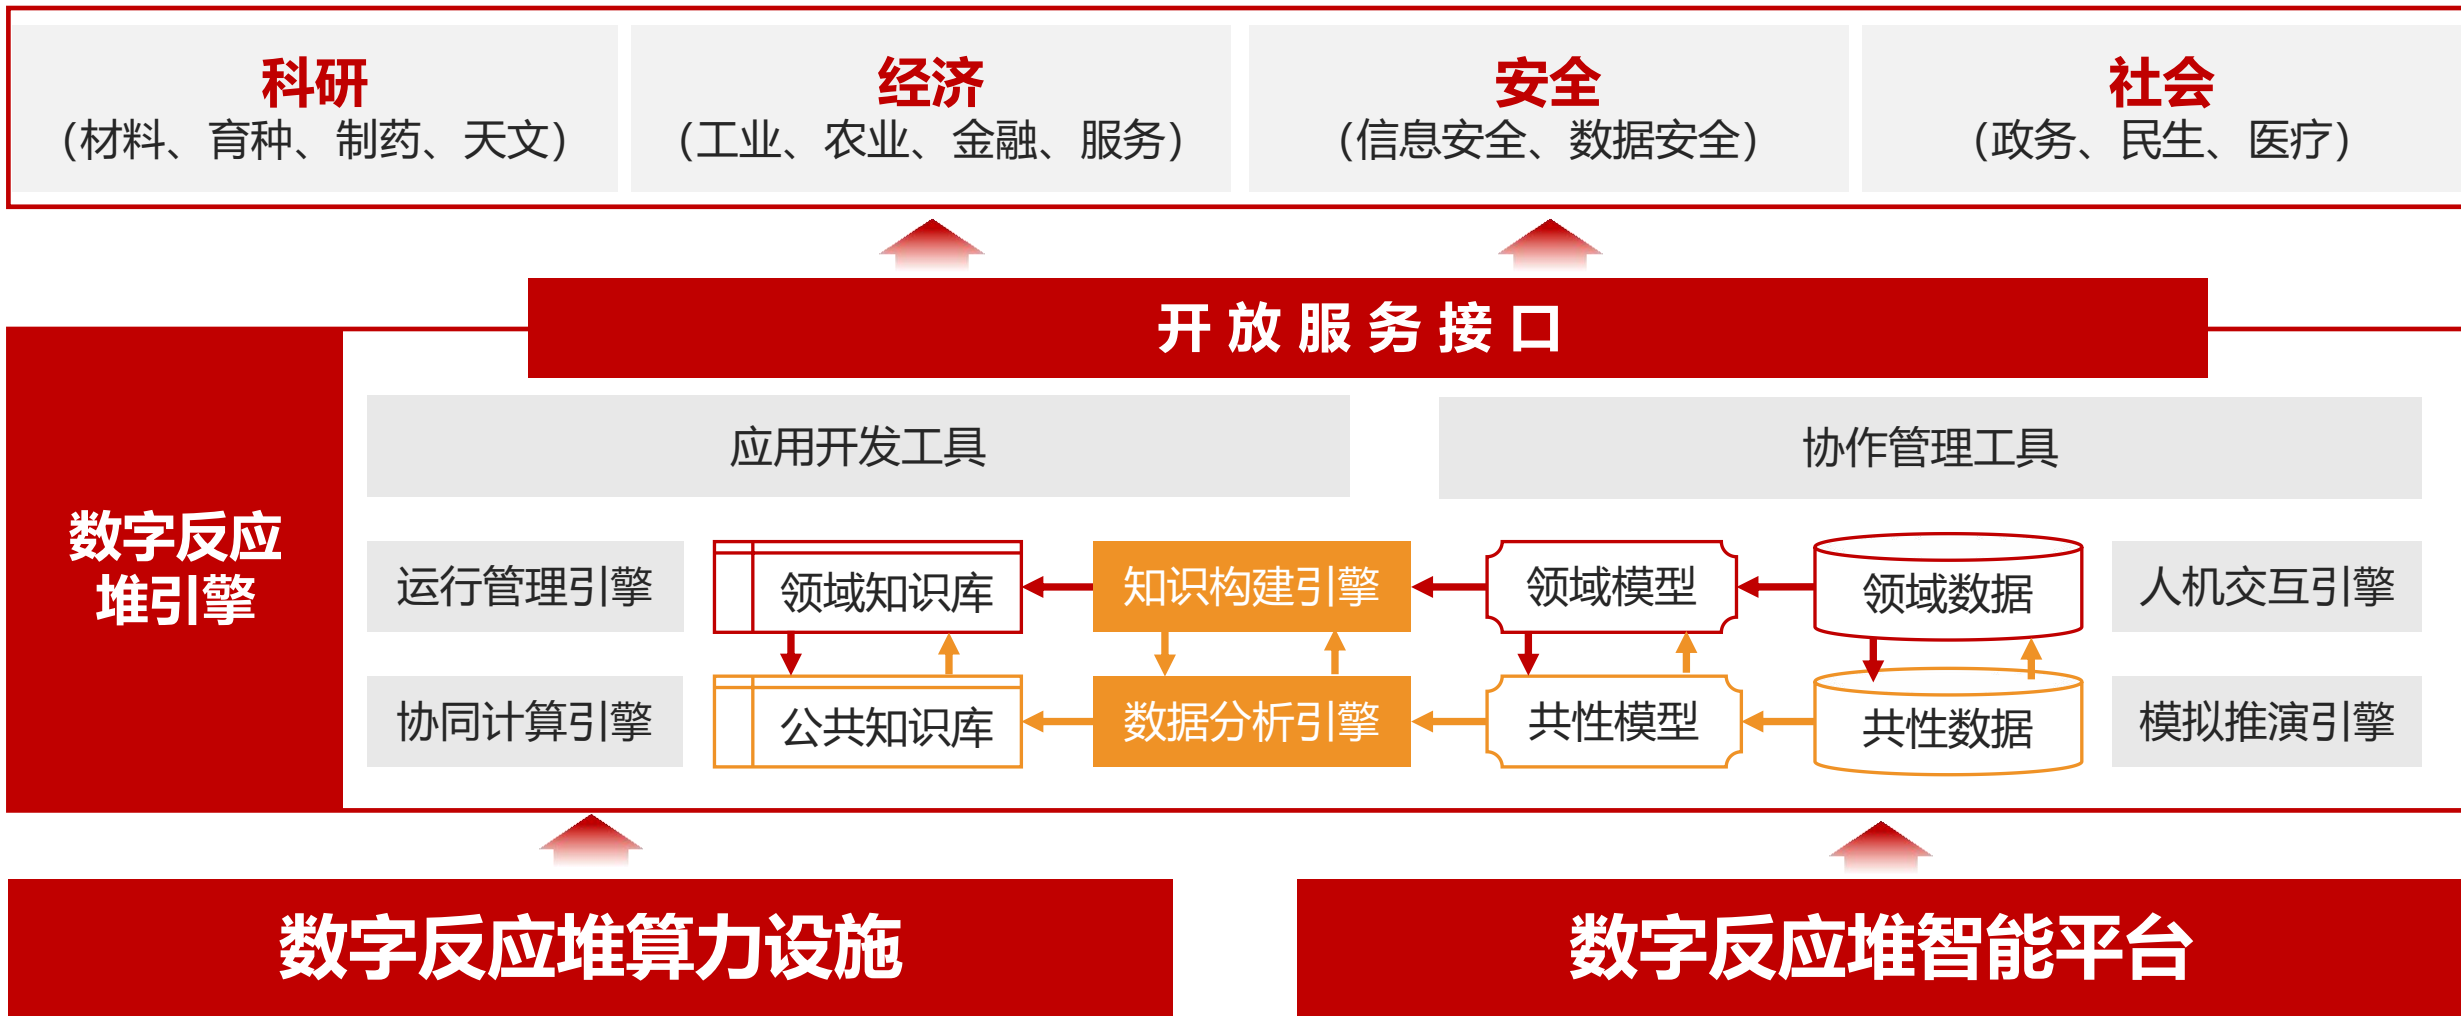 科研
(材料、育种、制药、天文)
经济
(工业、农业、金融、服务)
安全
(信息安全、数据安全)
社会
(政务、民生、医疗)
开放服务接口
数字反应
堆引擎
应用开发工具
协作管理工具
运行管理引擎
领域知识库
知识构建引擎
领域模型
领域数据
人机交互引擎
协同计算引擎
公共知识库
数据分析引擎
共性模型
共性数据
模拟推演引擎
数字反应堆算力设施
数字反应堆智能平台